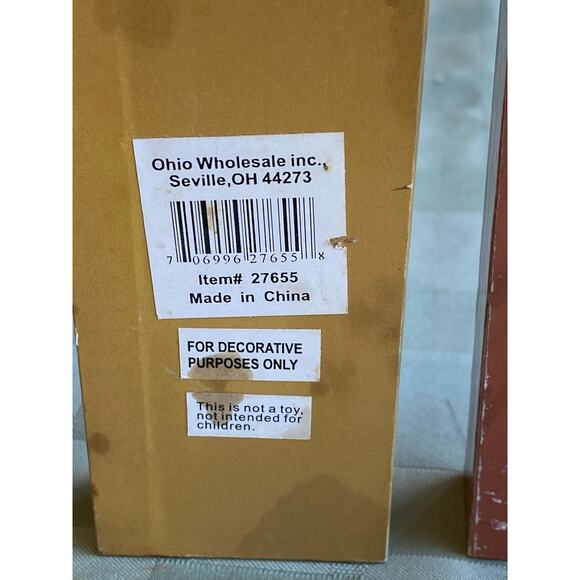 Ohio Wholesale inc.,
Seville,OH 44273
7 06996 27655 8
Item# 27655
Made in China
FOR DECORATIVE
PURPOSES ONLY
This is not a toy,
not intended for
children.